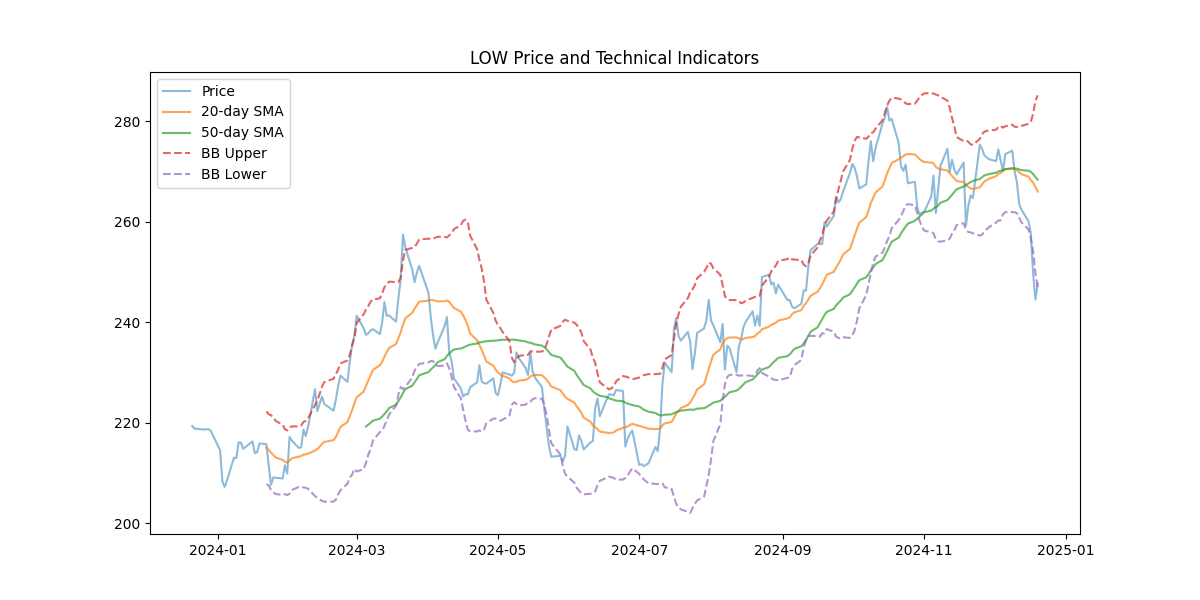 LOW Price and Technical Indicators
Price
20-day SMA
50-day SMA
BB Upper
BB Lower
280
260
240
220
200
2024-01 2024-03 2024-05 2024-07 2024-09 2024-11 2025-01